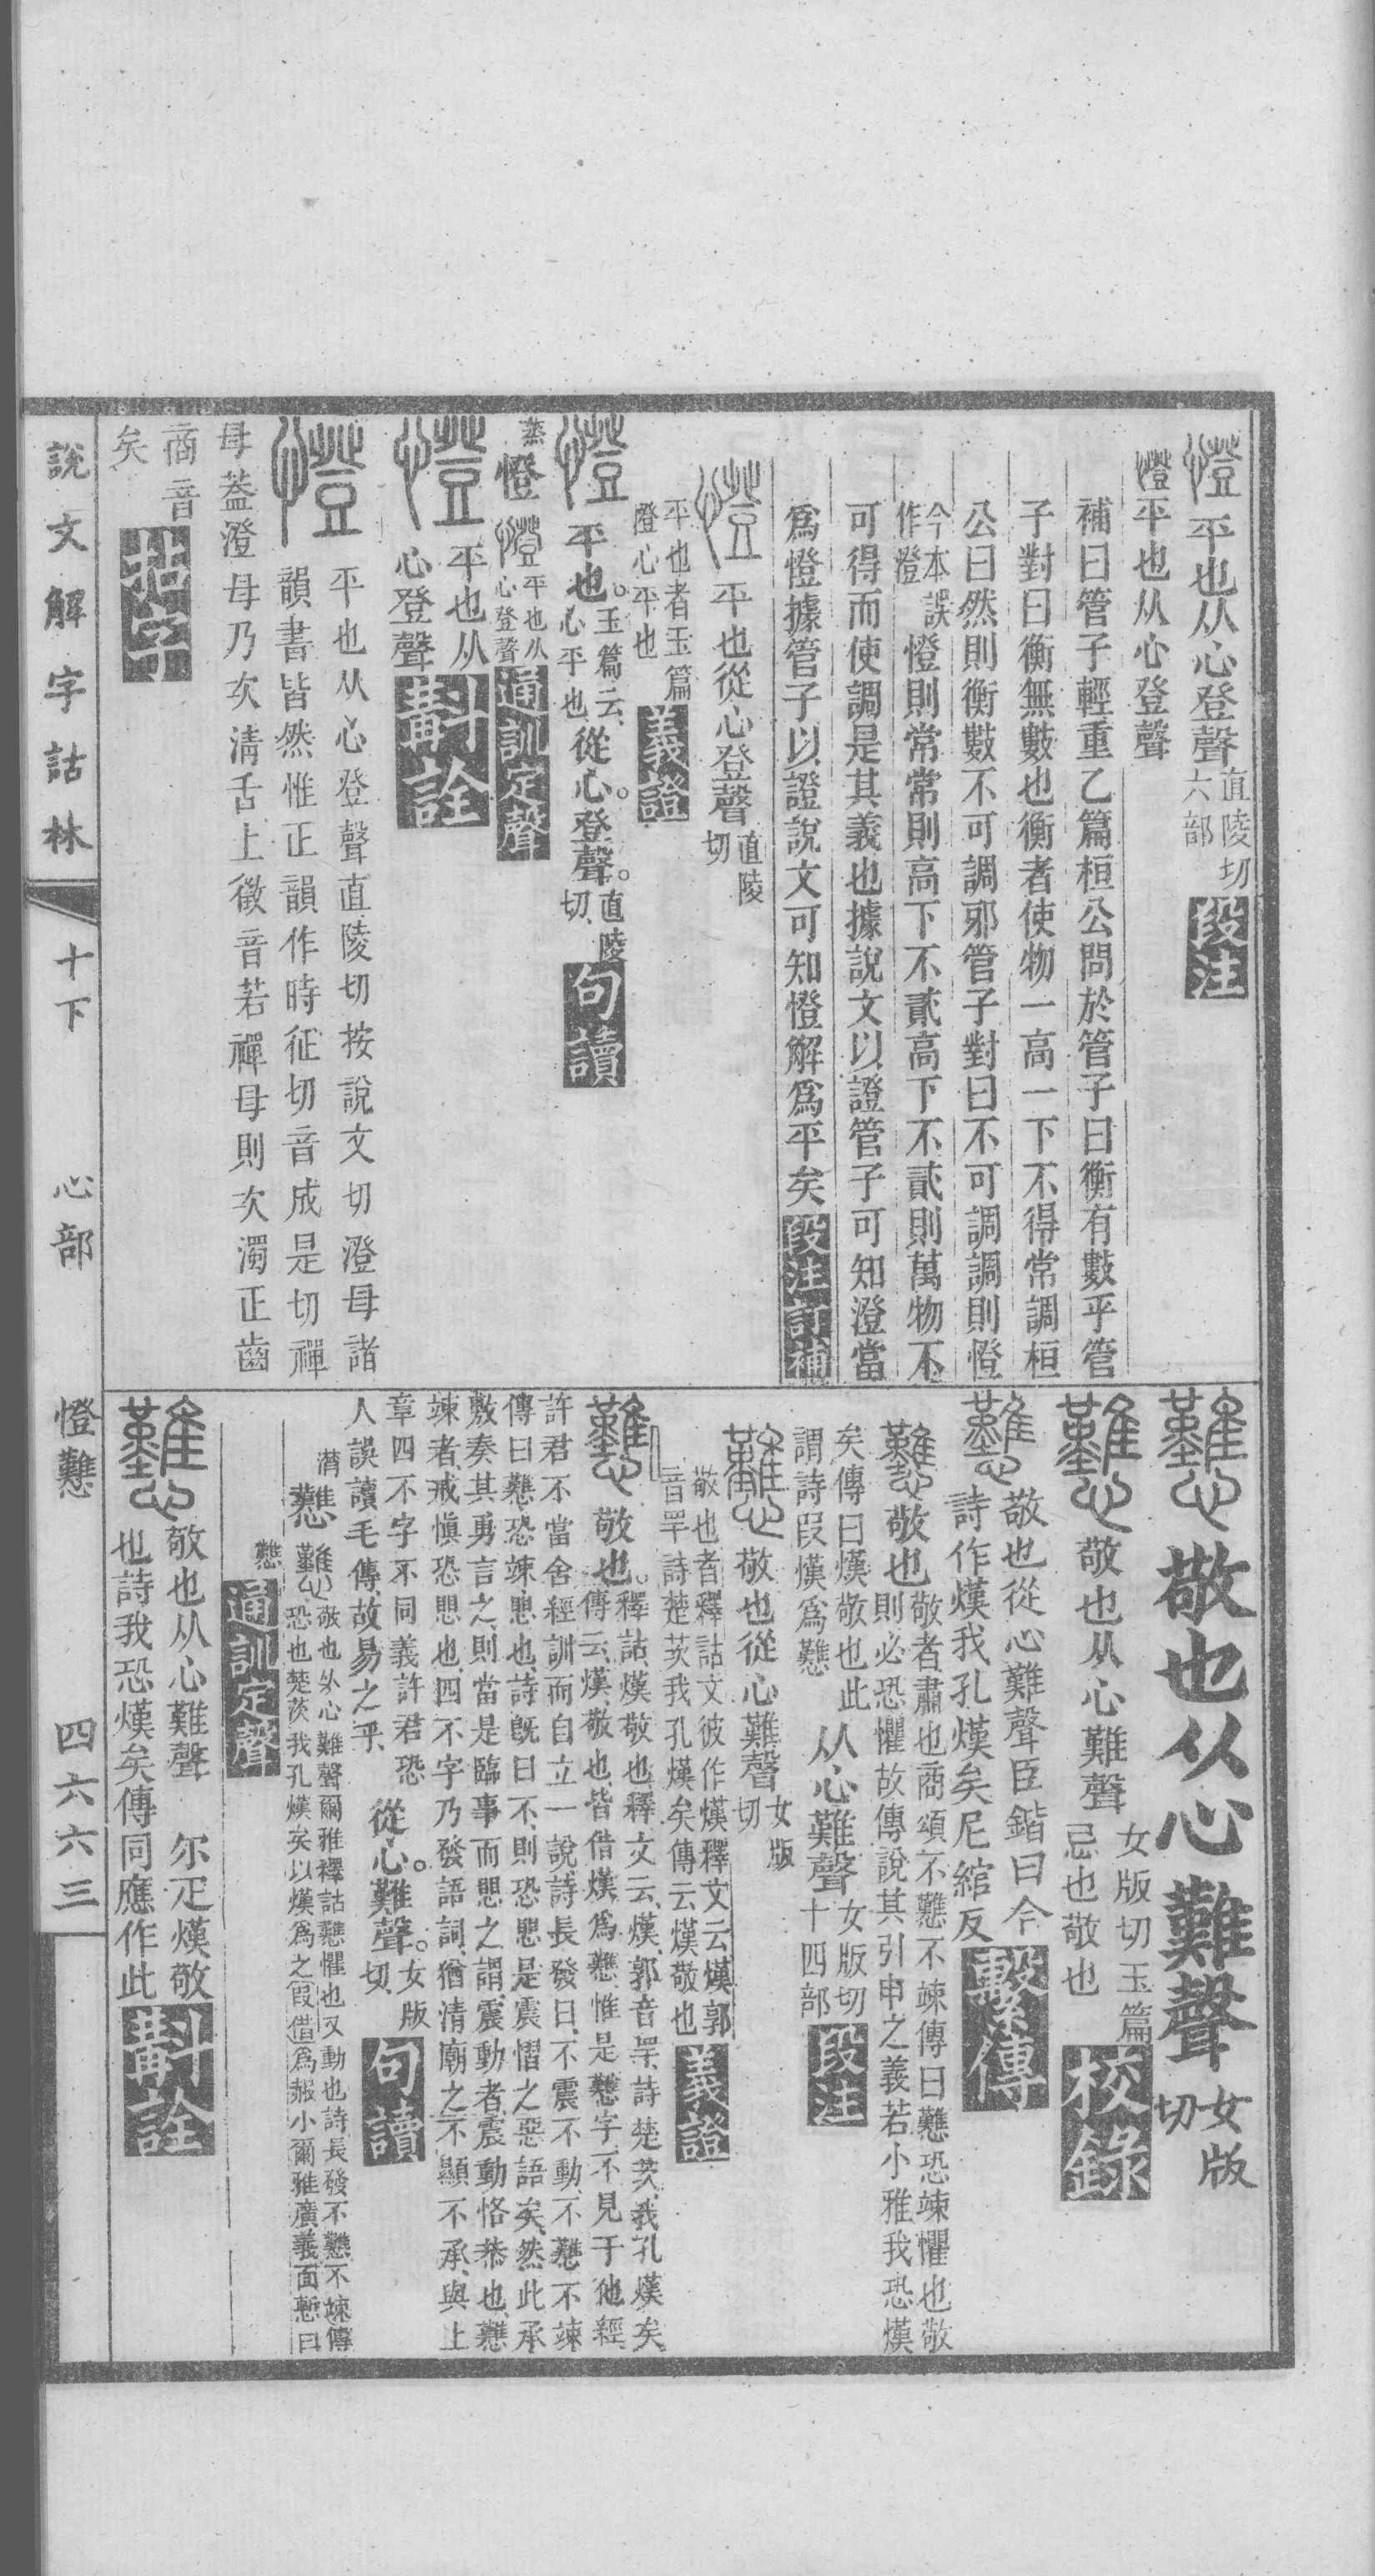 憕平也从心登聲直陵切六部段注
憕平也从心登聲
補曰管子輕重乙篇桓公問於管子曰衡有數乎管
子對曰衡無數也衡者使物一高一下不得常調桓
公曰然則衡數不可調邪管子對曰不可調調則憕
今本誤作澄憕則常常則高下不貳高下不貳則萬物不
可得而使調是其義也據說文以證管子可知澄當
爲憕據管子以證說文可知憕解爲平矣段注訂補
憕平也從心登聲直陵切
平也者玉篇憕心平也義證
憕平也。玉篇云、心平也從心。登聲。直陵切、句讀
蒸憕憕平也从心登聲通訓定聲
憕平也从心登聲斠詮
憕平也从心登聲直陵切按說文切澄母諸
韻書皆然惟正韻作時征切音成是切禪
母蓋澄母乃次清舌上徵音若禪母則次濁正齒
商音矣
戁敬也从心難聲女版切
戁敬也从心難聲女版切玉篇忌也敬也校錄
戁敬也從心難聲臣鍇曰今詩作熯我孔熯矣尼綰反繫傳
戁敬也敬者肅也商頌不戁不竦傳曰戁恐竦懼也敬
則必恐懼故傳說其引申之義若小雅我恐熯
矣傳曰熯敬也此謂詩叚熯爲戁从心難聲女版切十四部段注
戁敬也從心難聲女版切
敬也者釋詁文彼作熯釋文云熯郭
音罕詩楚茨我孔熯矣傳云熯敬也義證
戁敬也。釋詁、熯敬也、釋文云、熯、郭音罕、詩楚茨、我孔熯矣、
傳云、熯、敬也、皆借熯爲戁、惟是戁字、不見于他經、
許君不當舍經訓而自立一說、詩長發曰、不震不動、不戁不竦
傳曰戁恐竦思也、詩既曰不、則恐思是震慴之惡語矣、然此承
敷奏其勇言之、則當是臨事而思之謂、震動者、震動恪恭也、戁
竦者、戒愼恐思也、四不字乃發語詞、猶清廟之不顯不承、與上
章四不字不同義許君恐
人誤讀毛傳、故易之乎、從心。難聲。女版切、句讀
戁戁敬也从心難聲爾雅釋詁戁懼也又動也詩長發不戁不竦傳
恐也楚茨我孔熯矣以熯爲之叚借爲赧小爾雅廣義面慙曰
戁通訓定聲
戁敬也从心難聲尔疋熯敬
也詩我恐熯矣傳同應作此斠詮
說文解字詁林 十下 心部 憕戁 四六六三